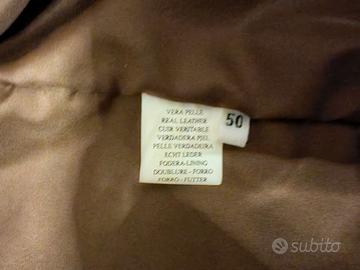 VERA PELLE
REAL LEATHER
CUIR VERITABLE
VERDADERA PIEL
PELLE VERDADEIRA
ECHT LEDER
FODERA-LINING
DOUBLURE - FORRO
FORRO - FUTTER
50
subito